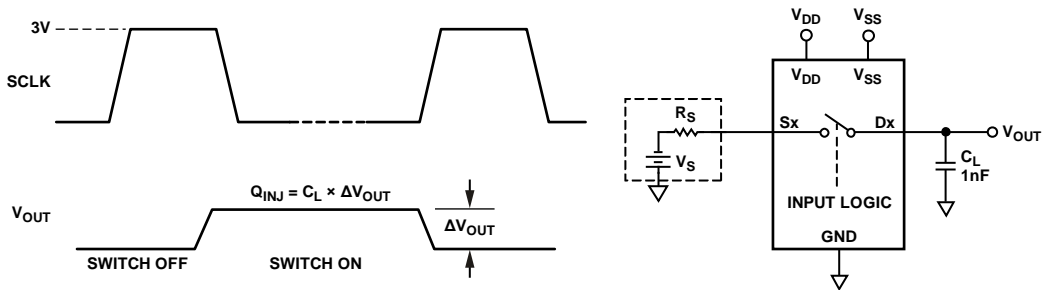 3V
SCLK
Q_INJ = C_L × ΔV_OUT
V_OUT
ΔV_OUT
SWITCH OFF
SWITCH ON
V_DD
V_SS
V_DD
V_SS
R_S
Sx
Dx
V_OUT
V_S
C_L
1nF
INPUT LOGIC
GND